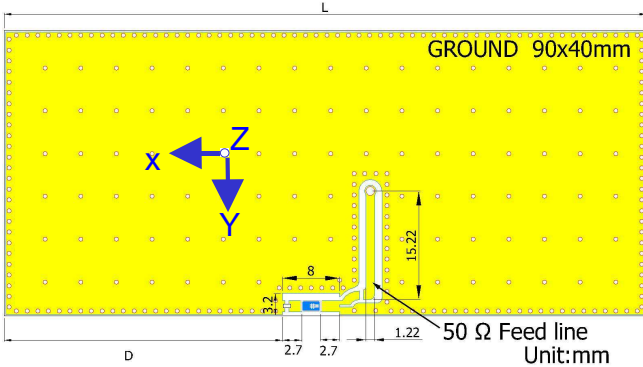 L
GROUND 90x40mm
Z
x
Y
15.22
8
3.2
50 Ω Feed line
1.22
2.7
2.7
D
Unit:mm